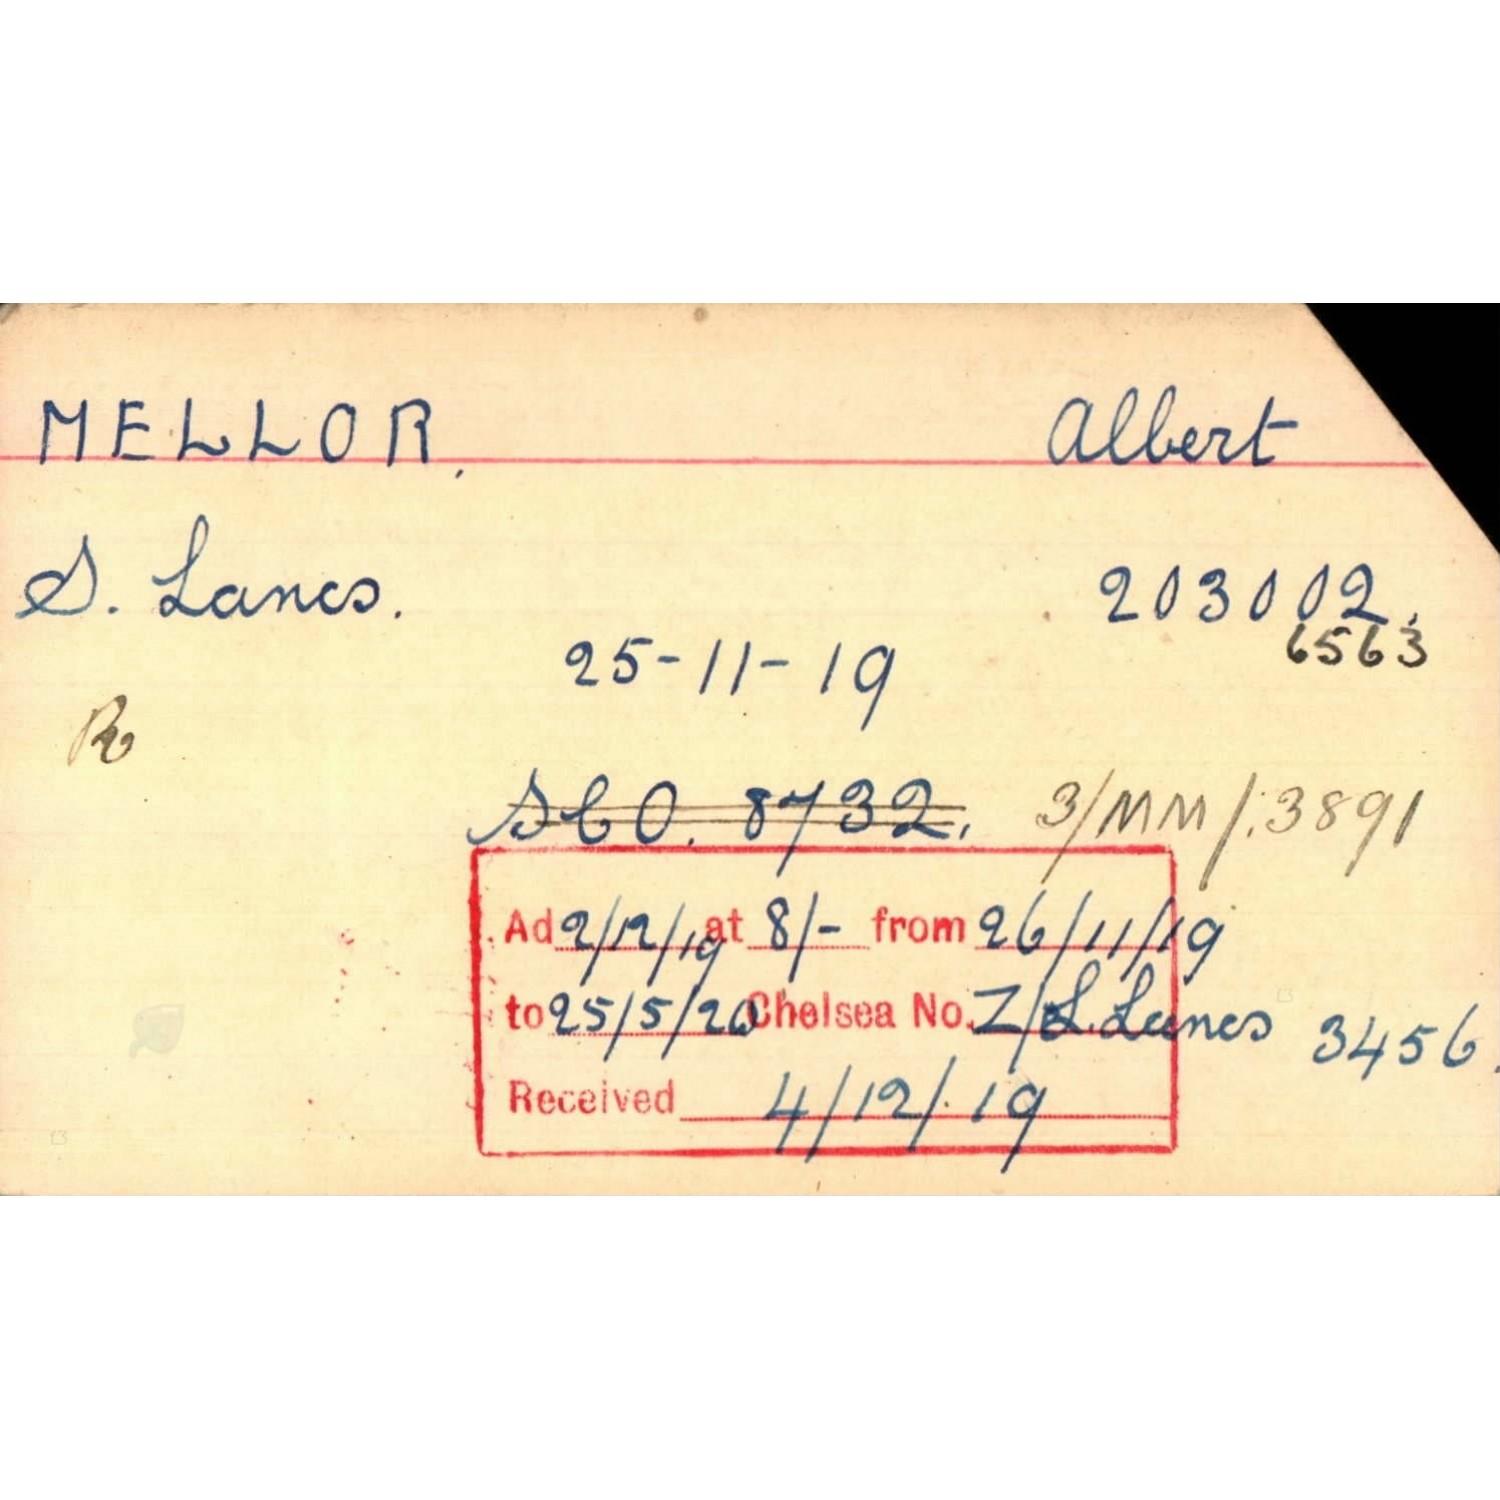 MELLOR. Albert
S. Lancs. 203002.
6563
25-11-19
R
SCO. 8732. 3/MM/.3891
Ad 2/12/19 at 8/- from 26/11/19
to 25/5/20 Chelsea No. Z/L. Lancs 3456.
Received 4/12/.19